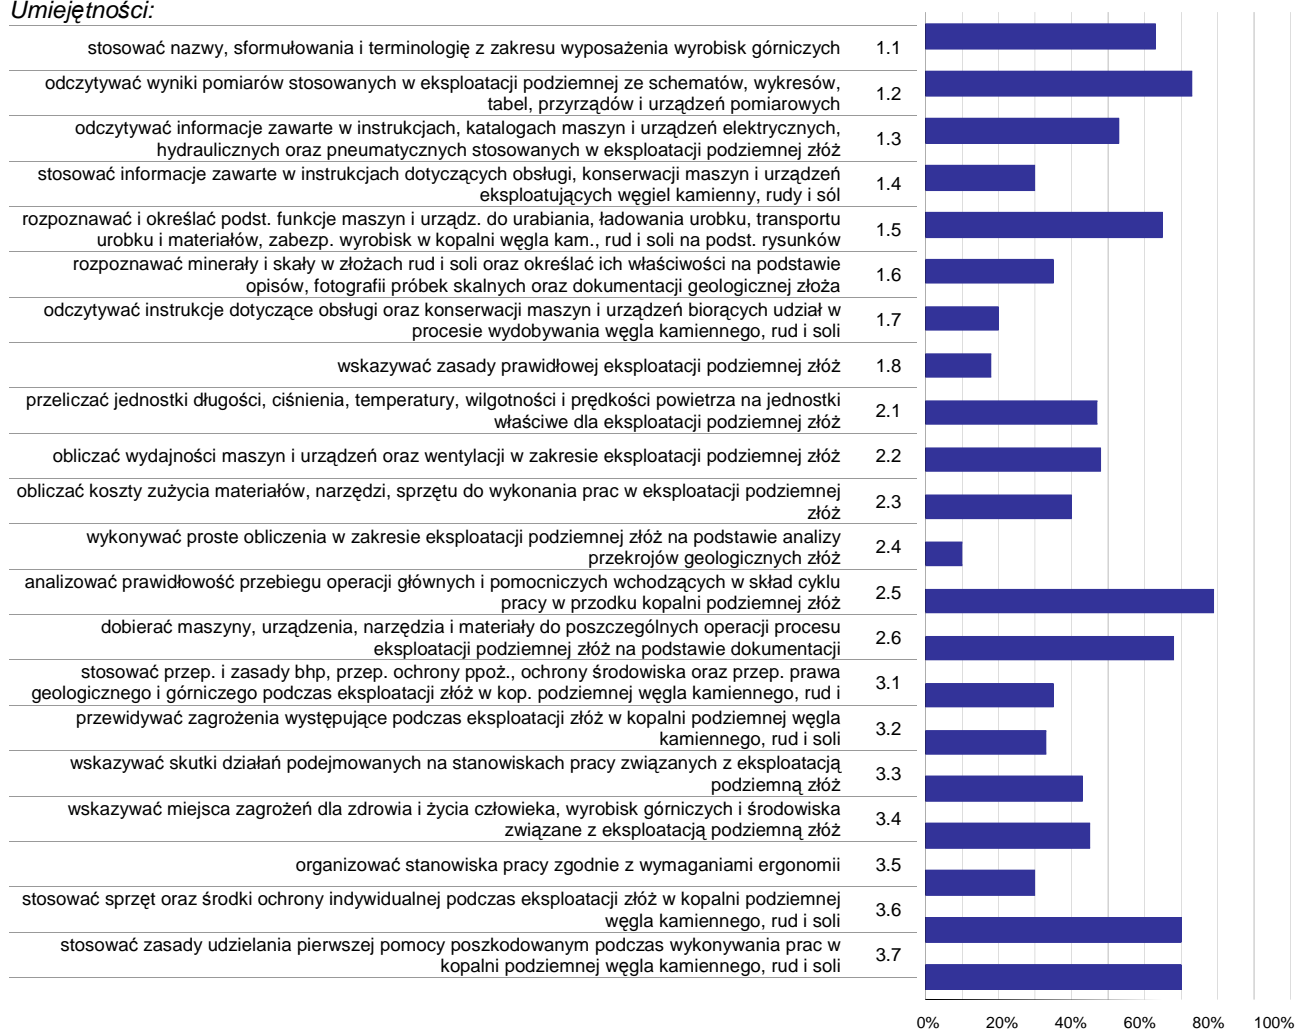 Umiejętności:
stosować nazwy, sformułowania i terminologię z zakresu wyposażenia wyrobisk górniczych 1.1
odczytywać wyniki pomiarów stosowanych w eksploatacji podziemnej ze schematów, wykresów,
tabel, przyrządów i urządzeń pomiarowych 1.2
odczytywać informacje zawarte w instrukcjach, katalogach maszyn i urządzeń elektrycznych,
hydraulicznych oraz pneumatycznych stosowanych w eksploatacji podziemnej złóż 1.3
stosować informacje zawarte w instrukcjach dotyczących obsługi, konserwacji maszyn i urządzeń
eksploatujących węgiel kamienny, rudy i sól 1.4
rozpoznawać i określać podst. funkcje maszyn i urządz. do urabiania, ładowania urobku, transportu
urobku i materiałów, zabezp. wyrobisk w kopalni węgla kam., rud i soli na podst. rysunków 1.5
rozpoznawać minerały i skały w złożach rud i soli oraz określać ich właściwości na podstawie
opisów, fotografii próbek skalnych oraz dokumentacji geologicznej złoża 1.6
odczytywać instrukcje dotyczące obsługi oraz konserwacji maszyn i urządzeń biorących udział w
procesie wydobywania węgla kamiennego, rud i soli 1.7
wskazywać zasady prawidłowej eksploatacji podziemnej złóż 1.8
przeliczać jednostki długości, ciśnienia, temperatury, wilgotności i prędkości powietrza na jednostki
właściwe dla eksploatacji podziemnej złóż 2.1
obliczać wydajności maszyn i urządzeń oraz wentylacji w zakresie eksploatacji podziemnej złóż 2.2
obliczać koszty zużycia materiałów, narzędzi, sprzętu do wykonania prac w eksploatacji podziemnej
złóż 2.3
wykonywać proste obliczenia w zakresie eksploatacji podziemnej złóż na podstawie analizy
przekrojów geologicznych złóż 2.4
analizować prawidłowość przebiegu operacji głównych i pomocniczych wchodzących w skład cyklu
pracy w przodku kopalni podziemnej złóż 2.5
dobierać maszyny, urządzenia, narzędzia i materiały do poszczególnych operacji procesu
eksploatacji podziemnej złóż na podstawie dokumentacji 2.6
stosować przep. i zasady bhp, przep. ochrony ppoż., ochrony środowiska oraz przep. prawa
geologicznego i górniczego podczas eksploatacji złóż w kop. podziemnej węgla kamiennego, rud i 3.1
przewidywać zagrożenia występujące podczas eksploatacji złóż w kopalni podziemnej węgla
kamiennego, rud i soli 3.2
wskazywać skutki działań podejmowanych na stanowiskach pracy związanych z eksploatacją
podziemną złóż 3.3
wskazywać miejsca zagrożeń dla zdrowia i życia człowieka, wyrobisk górniczych i środowiska
związane z eksploatacją podziemną złóż 3.4
organizować stanowiska pracy zgodnie z wymaganiami ergonomii 3.5
stosować sprzęt oraz środki ochrony indywidualnej podczas eksploatacji złóż w kopalni podziemnej
węgla kamiennego, rud i soli 3.6
stosować zasady udzielania pierwszej pomocy poszkodowanym podczas wykonywania prac w
kopalni podziemnej węgla kamiennego, rud i soli 3.7
0% 20% 40% 60% 80% 100%